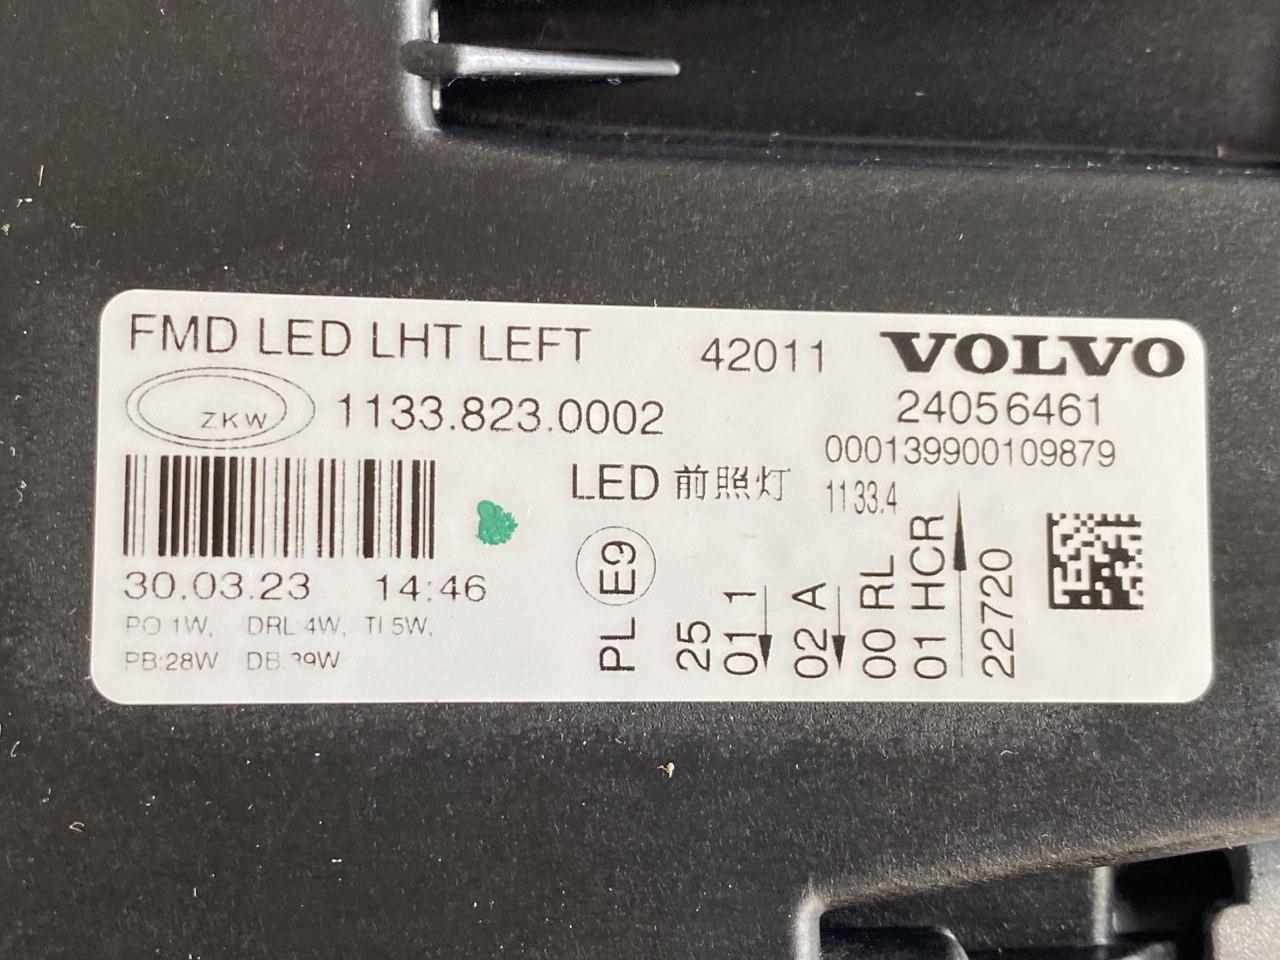 FMD LED LHT LEFT 42011 VOLVO
ZKW 1133.823.0002 24056461
000139900109879
LED 前照灯 1133.4
30.03.23 14:46
PO 1W, DRL 4W, TI 5W,
PB:28W DB 39W
PL E9
25
01 1
02 A
00 RL
01 HCR
22720